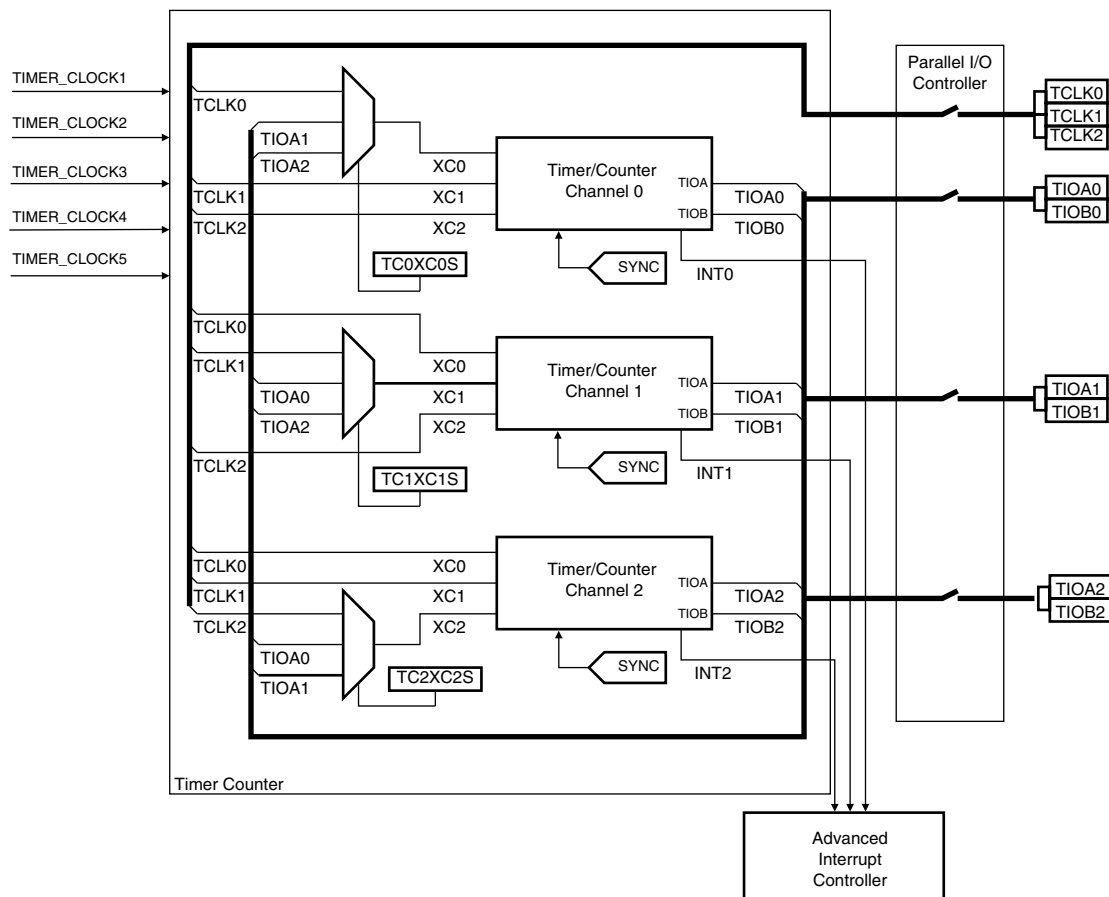 TIMER_CLOCK1
TIMER_CLOCK2
TIMER_CLOCK3
TIMER_CLOCK4
TIMER_CLOCK5
TCLK0
TIOA1
TIOA2
TCLK1
TCLK2
XC0
XC1
XC2
TC0XC0S
Timer/Counter
Channel 0
TIOA
TIOB
TIOA0
TIOB0
SYNC
INT0
TCLK0
TCLK1
TIOA0
TIOA2
TCLK2
XC0
XC1
XC2
TC1XC1S
Timer/Counter
Channel 1
TIOA
TIOB
TIOA1
TIOB1
SYNC
INT1
TCLK0
TCLK1
TCLK2
TIOA0
TIOA1
XC0
XC1
XC2
TC2XC2S
Timer/Counter
Channel 2
TIOA
TIOB
TIOA2
TIOB2
SYNC
INT2
Timer Counter
Parallel I/O
Controller
TCLK0
TCLK1
TCLK2
TIOA0
TIOB0
TIOA1
TIOB1
TIOA2
TIOB2
Advanced
Interrupt
Controller